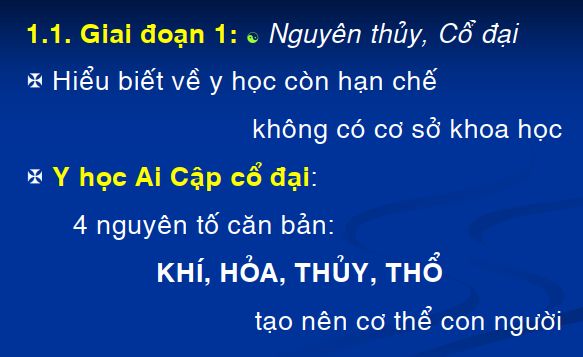 1.1. Giai đoạn 1: ☯ Nguyên thủy, Cổ đại
✠ Hiểu biết về y học còn hạn chế
không có cơ sở khoa học
✠ Y học Ai Cập cổ đại:
4 nguyên tố căn bản:
KHÍ, HỎA, THỦY, THỔ
tạo nên cơ thể con người